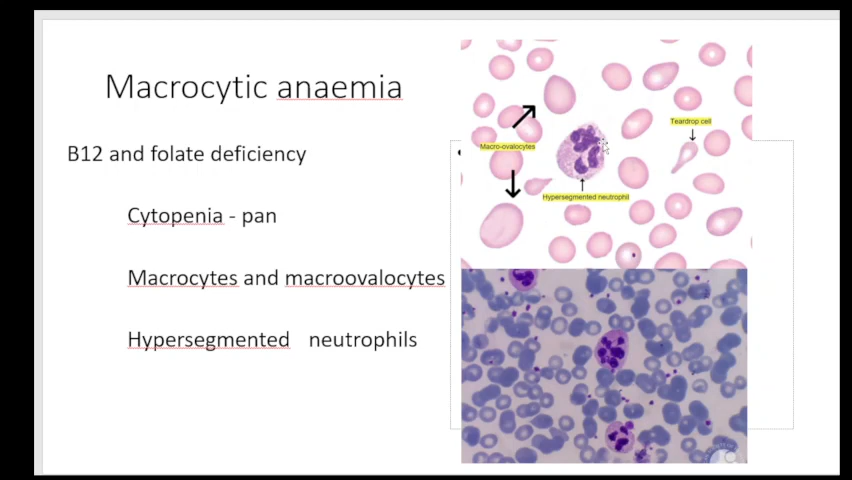 Macrocytic anaemia
B12 and folate deficiency
Cytopenia - pan
Macrocytes and macroovalocytes
Hypersegmented neutrophils
Teardrop cell
Macro-ovalocytes
Hypersegmented neutrophil